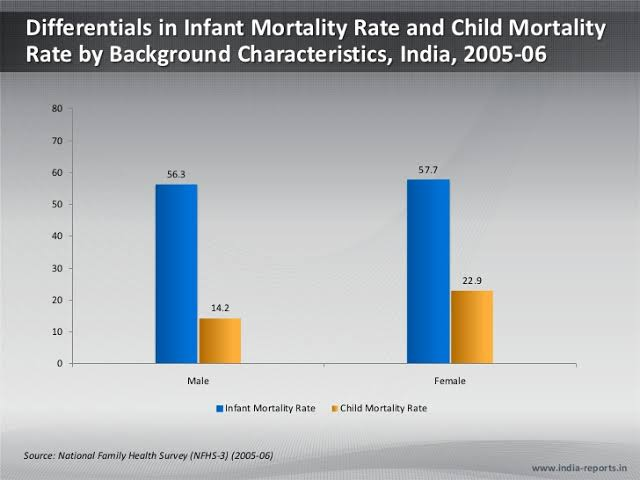 Differentials in Infant Mortality Rate and Child Mortality
Rate by Background Characteristics, India, 2005-06
80
70
60
50
40
30
20
10
0
56.3
14.2
57.7
22.9
Male
Female
Infant Mortality Rate
Child Mortality Rate
Source: National Family Health Survey (NFHS-3) (2005-06)
www.india-reports.in